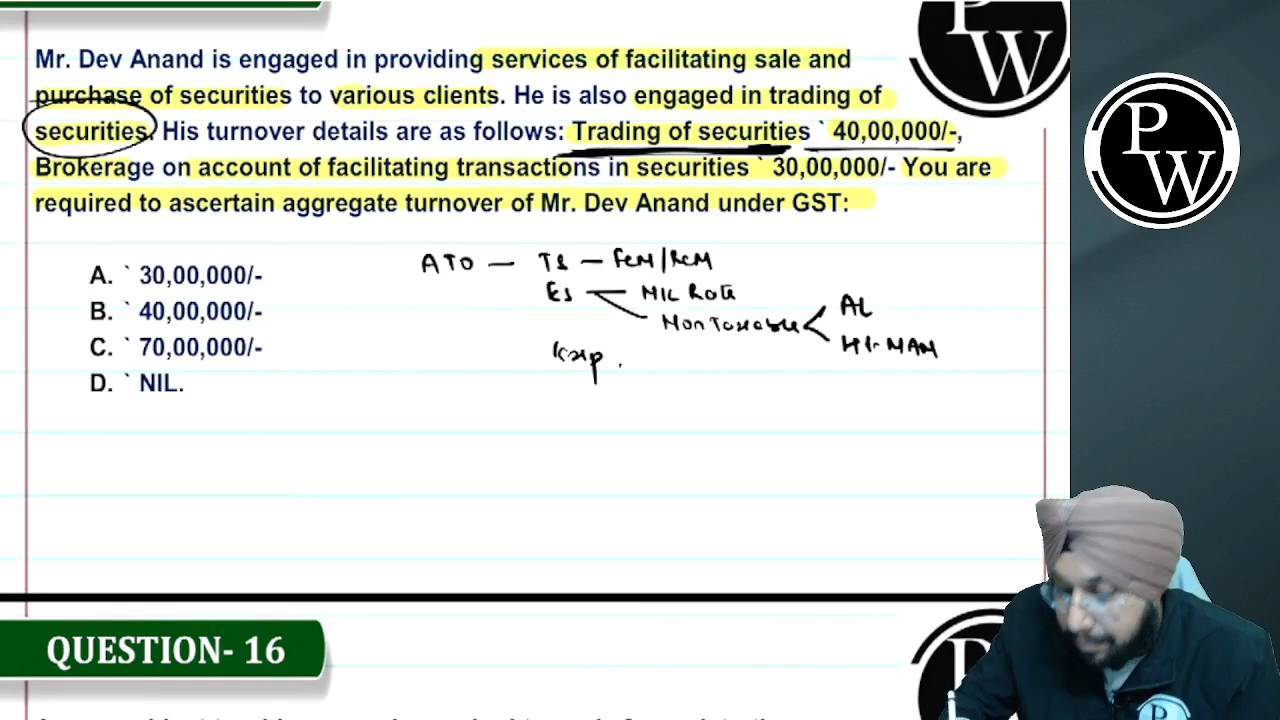 Mr. Dev Anand is engaged in providing services of facilitating sale and
purchase of securities to various clients. He is also engaged in trading of
securities. His turnover details are as follows: Trading of securities ` 40,00,000/-,
Brokerage on account of facilitating transactions in securities ` 30,00,000/- You are
required to ascertain aggregate turnover of Mr. Dev Anand under GST:
A. ` 30,00,000/-
B. ` 40,00,000/-
C. ` 70,00,000/-
D. ` NIL.
ATO — TS — FCM/RCM
ES — NIL Rate
Non Taxable < AL
Exp
QUESTION- 16
P
W
P
W
P
W